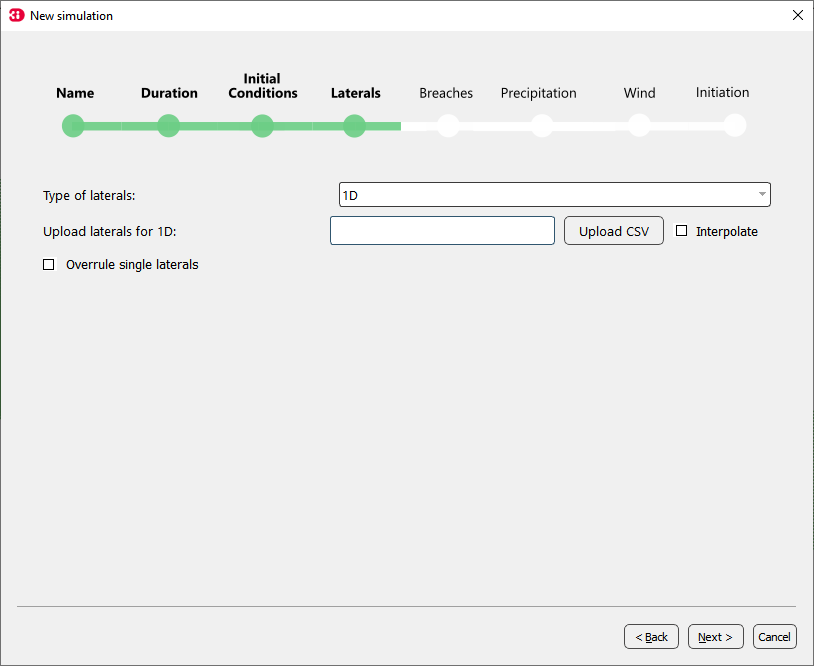 New simulation
Name
Duration
Initial
Conditions
Laterals
Breaches
Precipitation
Wind
Initiation
Type of laterals:
1D
Upload laterals for 1D:
Upload CSV
Interpolate
Overrule single laterals
< Back
Next >
Cancel